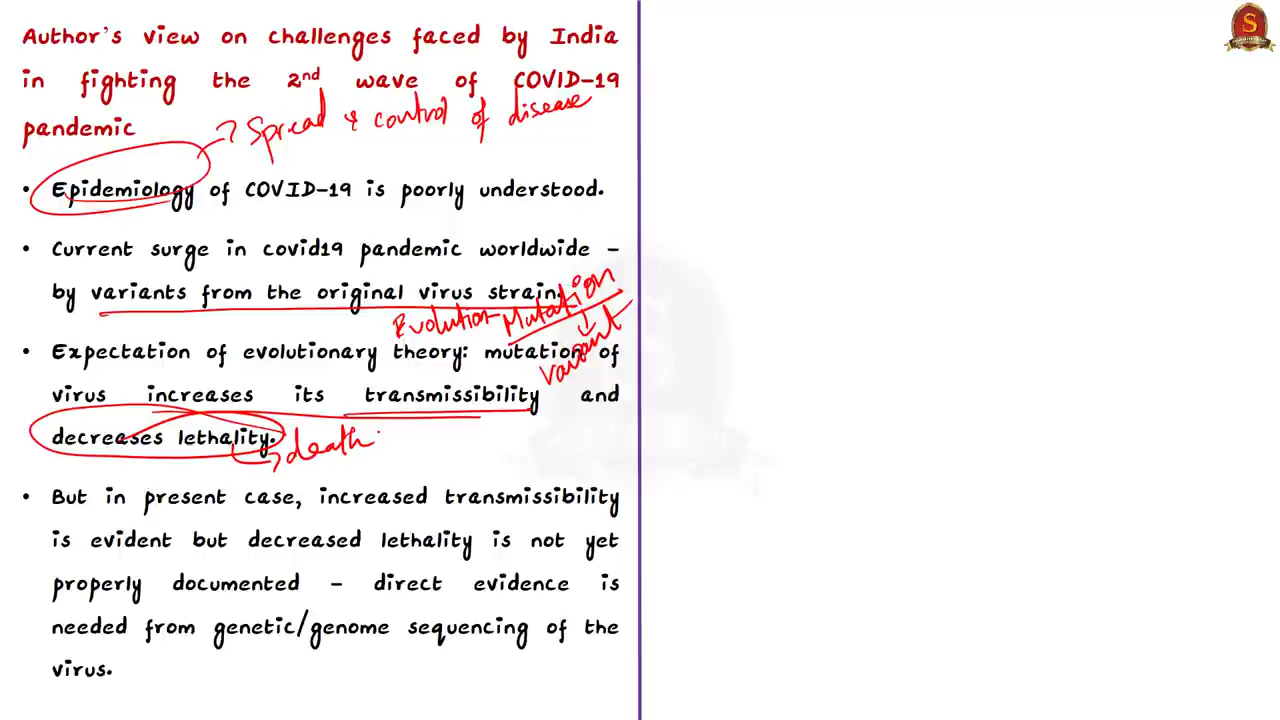 Author's view on challenges faced by India
in fighting the 2nd wave of COVID-19
pandemic
→ Spread & control of disease
• Epidemiology of COVID-19 is poorly understood.
• Current surge in covid19 pandemic worldwide –
by variants from the original virus strain.
Evolution Mutation
↓
Variant
• Expectation of evolutionary theory: mutation of
virus increases its transmissibility and
decreases lethality.
→ death
• But in present case, increased transmissibility
is evident but decreased lethality is not yet
properly documented – direct evidence is
needed from genetic/genome sequencing of the
virus.
S
S